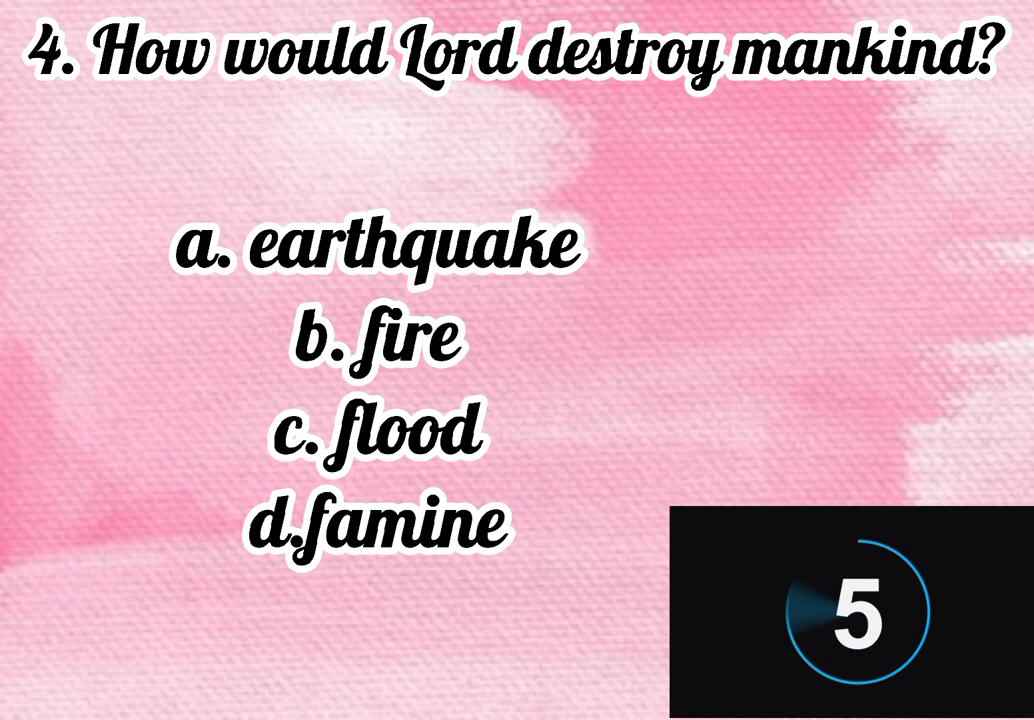 4. How would Lord destroy mankind?
a. earthquake
b. fire
c. flood
d.famine
5